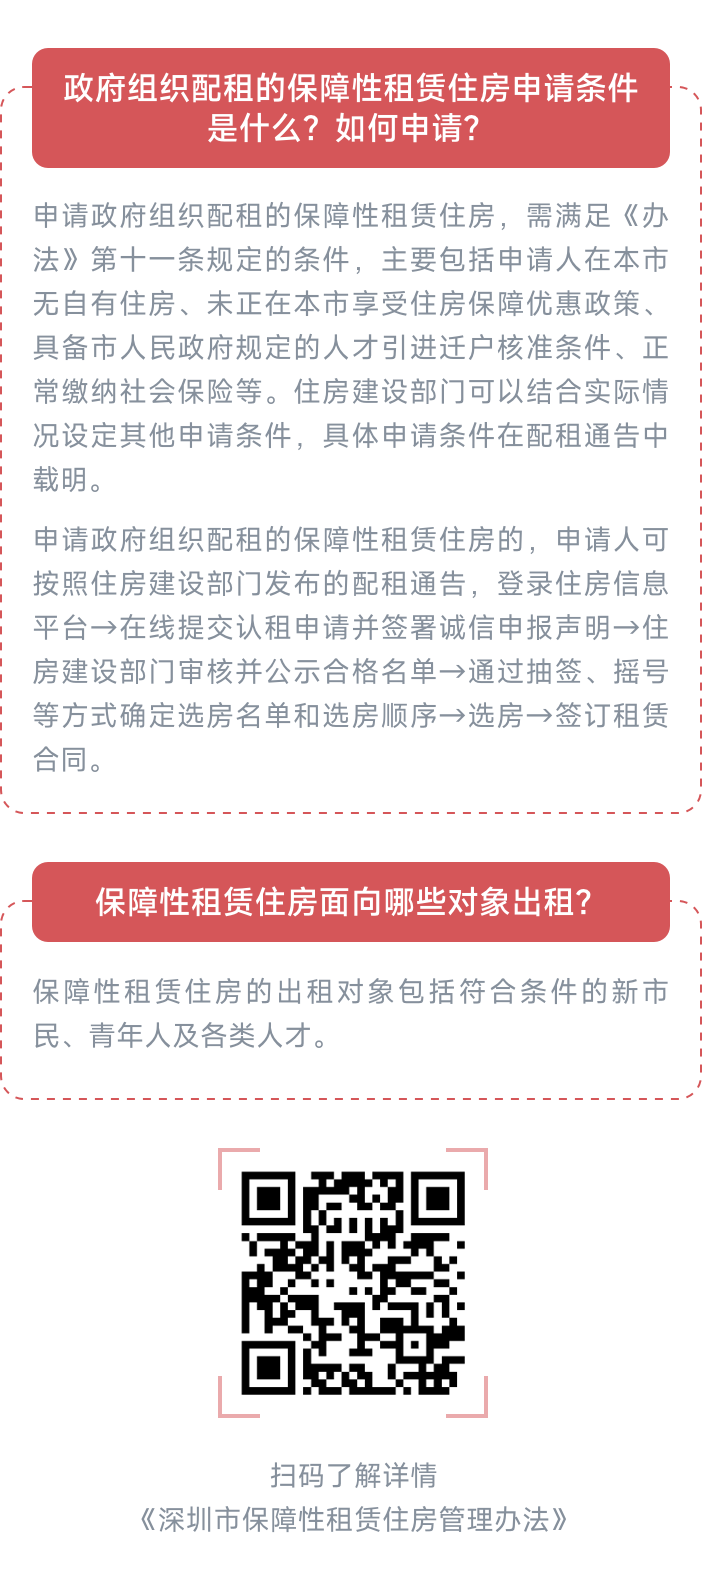 政府组织配租的保障性租赁住房申请条件
是什么？如何申请？
申请政府组织配租的保障性租赁住房，需满足《办
法》第十一条规定的条件，主要包括申请人在本市
无自有住房、未正在本市享受住房保障优惠政策、
具备市人民政府规定的人才引进迁户核准条件、正
常缴纳社会保险等。住房建设部门可以结合实际情
况设定其他申请条件，具体申请条件在配租通告中
载明。
申请政府组织配租的保障性租赁住房的，申请人可
按照住房建设部门发布的配租通告，登录住房信息
平台→在线提交认租申请并签署诚信申报声明→住
房建设部门审核并公示合格名单→通过抽签、摇号
等方式确定选房名单和选房顺序→选房→签订租赁
合同。
保障性租赁住房面向哪些对象出租？
保障性租赁住房的出租对象包括符合条件的新市
民、青年人及各类人才。
扫码了解详情
《深圳市保障性租赁住房管理办法》